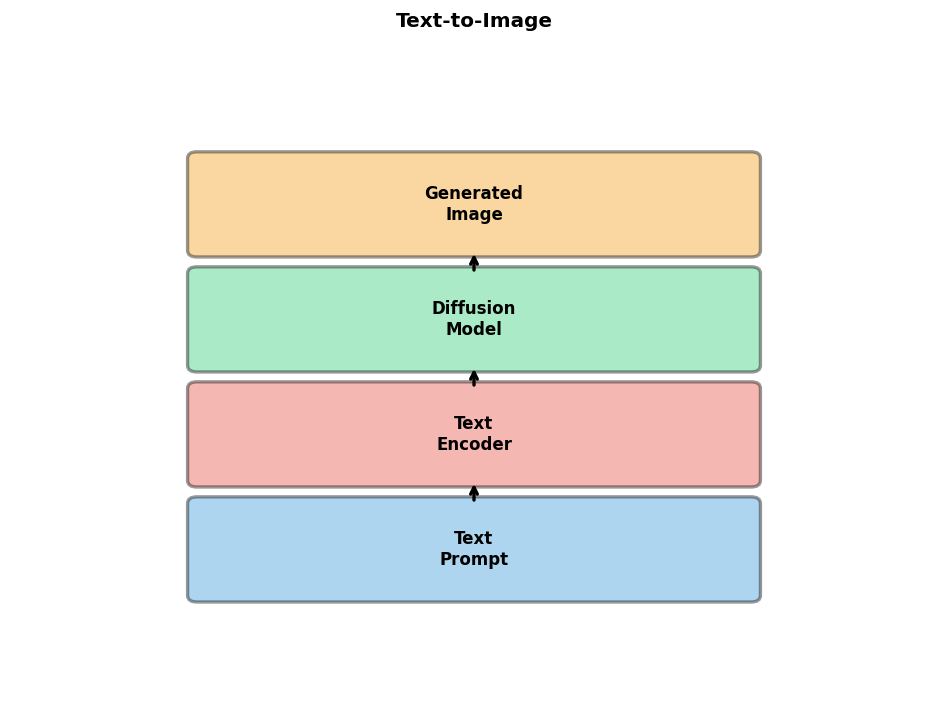 Text-to-Image
Generated
Image
Diffusion
Model
Text
Encoder
Text
Prompt